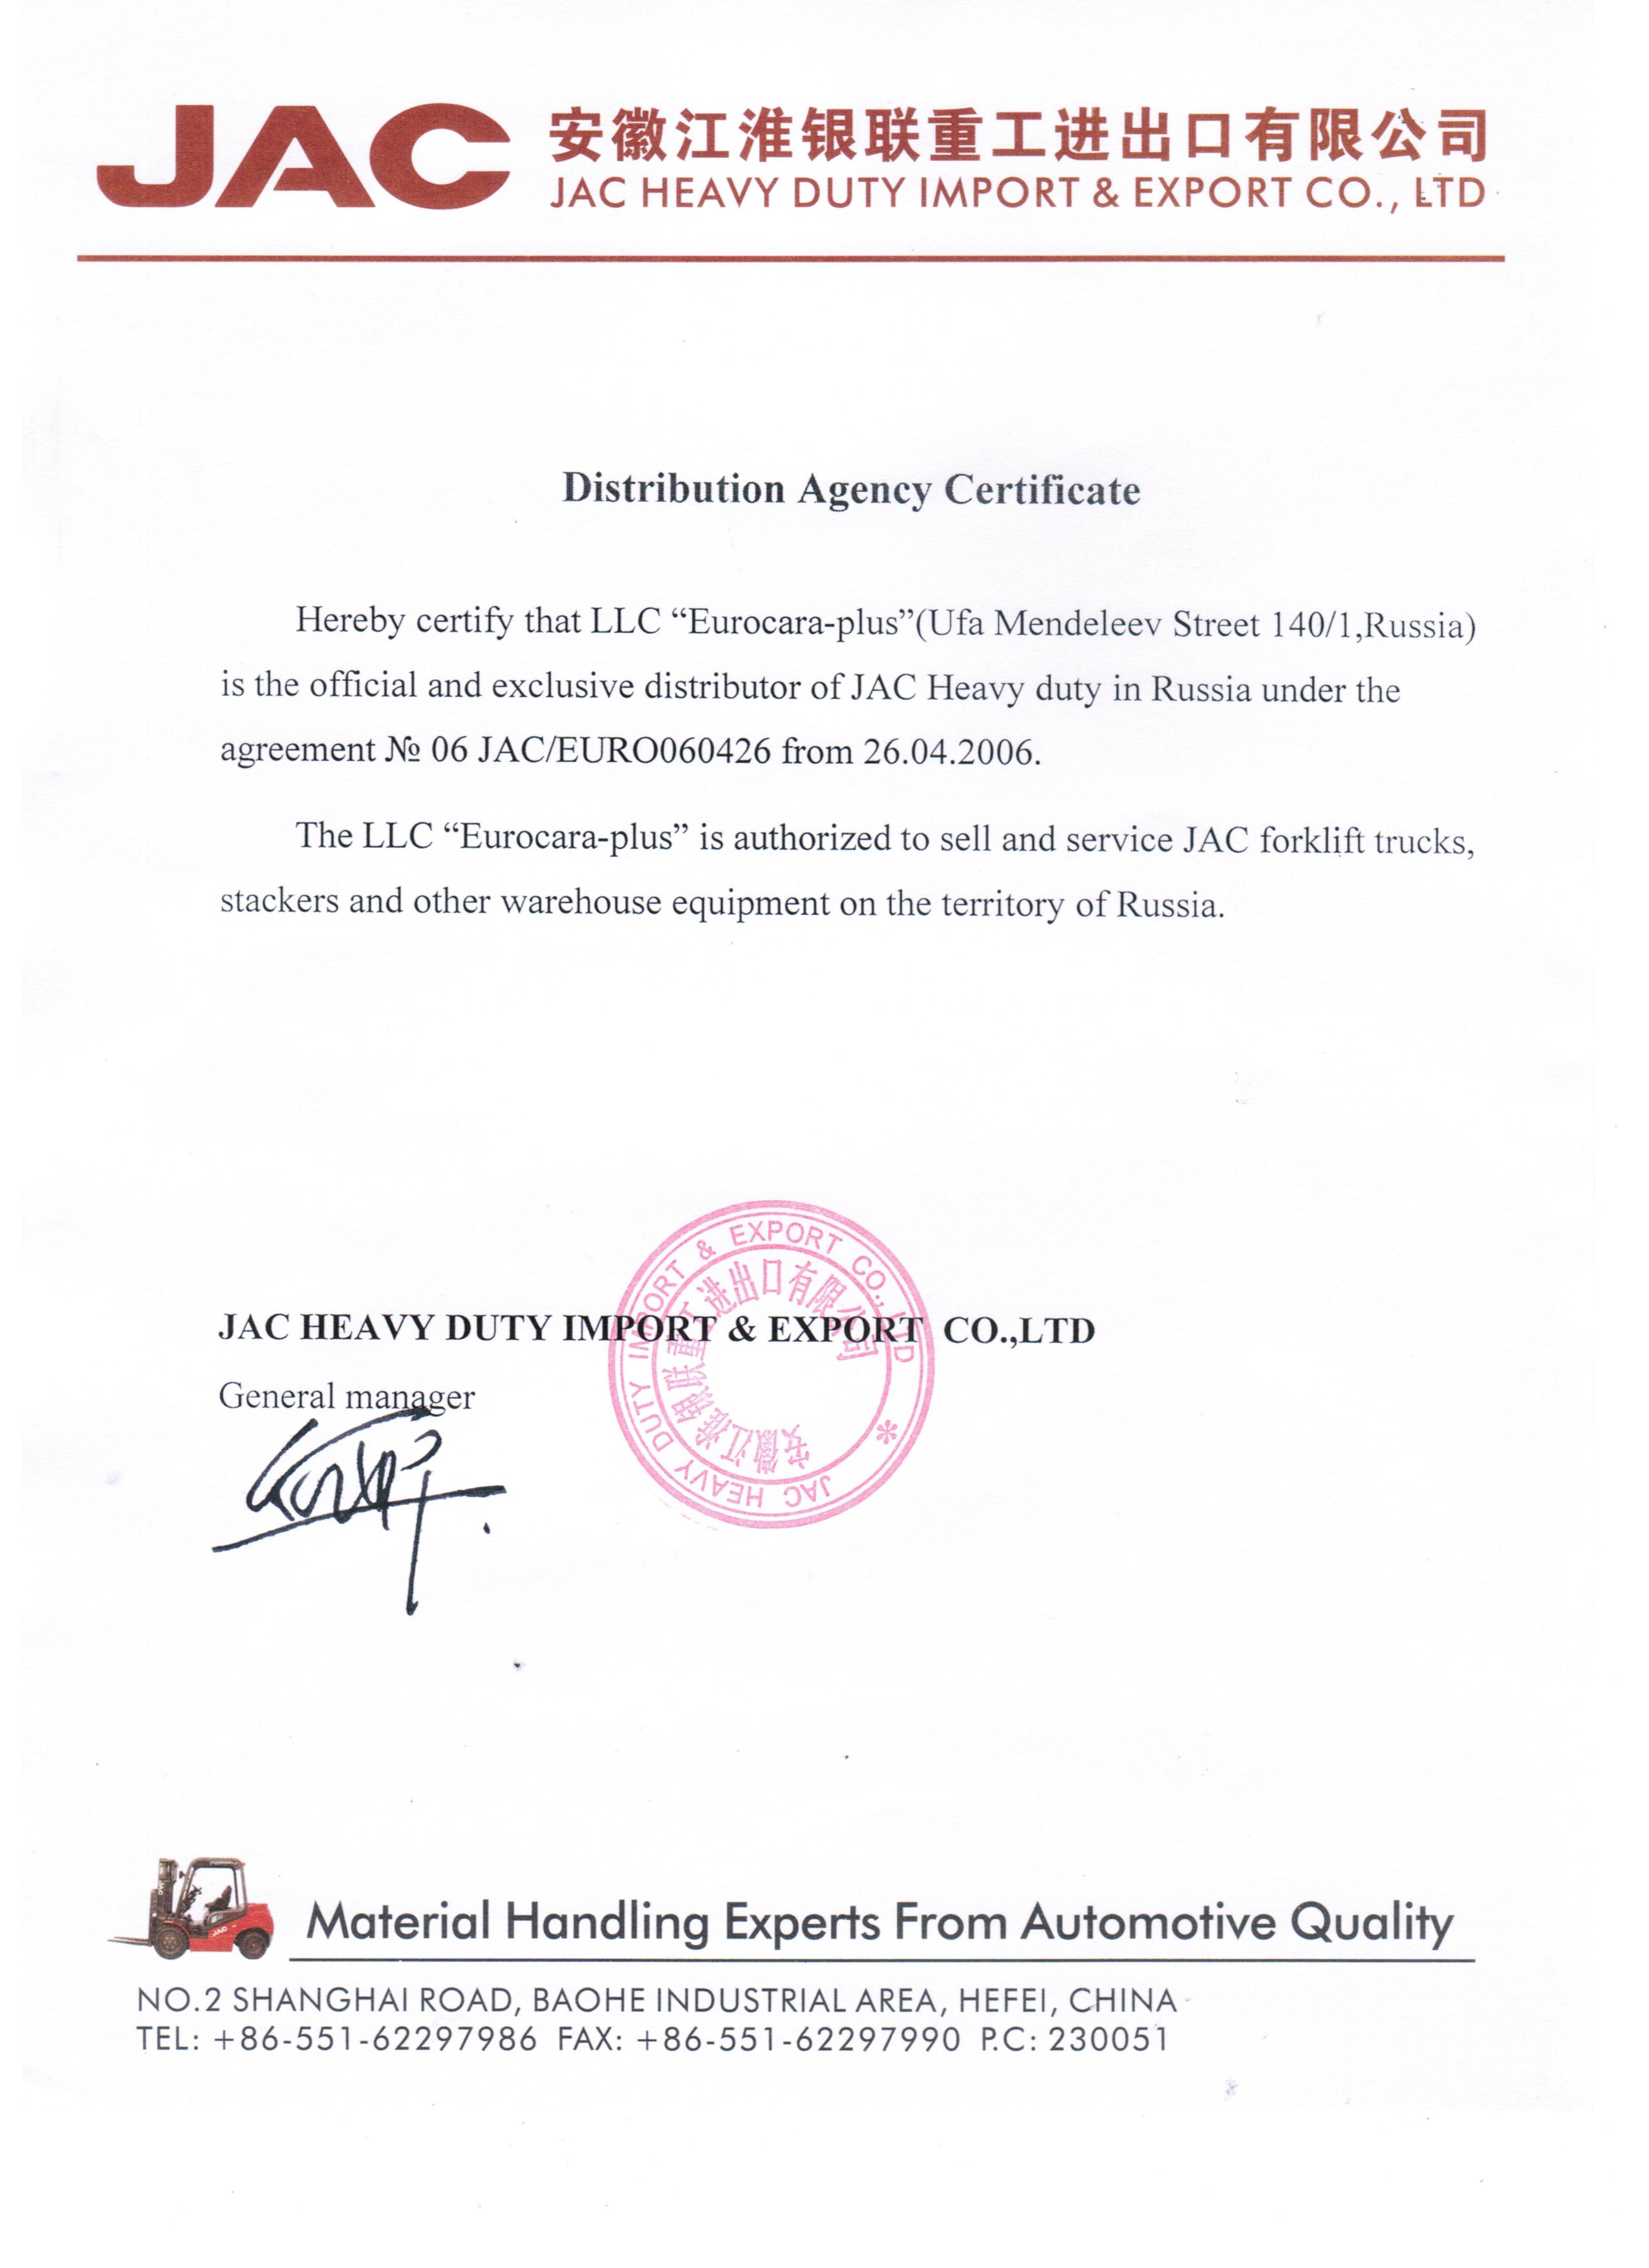 JAC
安徽江淮银联重工进出口有限公司
JAC HEAVY DUTY IMPORT & EXPORT CO., LTD
Distribution Agency Certificate
Hereby certify that LLC “Eurocara-plus”(Ufa Mendeleev Street 140/1,Russia)
is the official and exclusive distributor of JAC Heavy duty in Russia under the
agreement № 06 JAC/EURO060426 from 26.04.2006.
The LLC “Eurocara-plus” is authorized to sell and service JAC forklift trucks,
stackers and other warehouse equipment on the territory of Russia.
JAC HEAVY DUTY IMPORT & EXPORT CO.,LTD
General manager
JAC HEAVY DUTY IMPORT & EXPORT CO., LTD *
安徽江淮银联重工进出口有限公司
JAC
Material Handling Experts From Automotive Quality
NO.2 SHANGHAI ROAD, BAOHE INDUSTRIAL AREA, HEFEI, CHINA
TEL: +86-551-62297986 FAX: +86-551-62297990 P.C: 230051